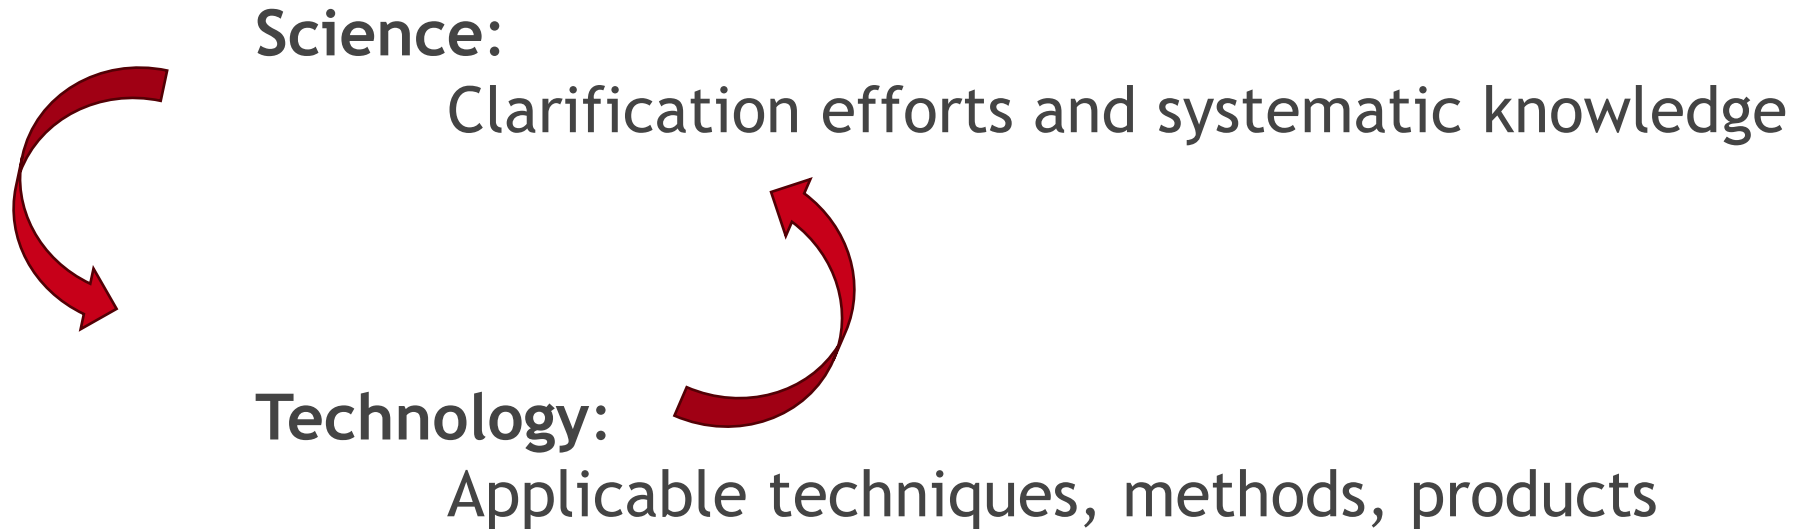 Science:
Clarification efforts and systematic knowledge
Technology:
Applicable techniques, methods, products